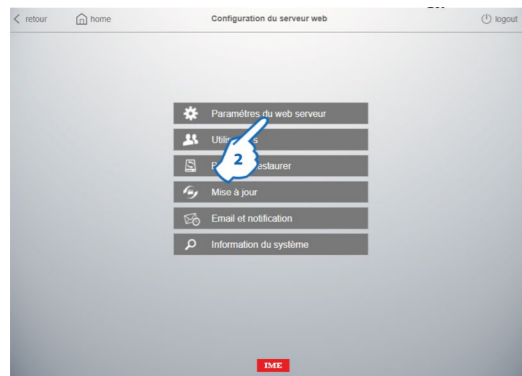 retour
home
Configuration du serveur web
logout
Paramétres du web serveur
2
Mise à jour
Email et notification
Information du système
IME